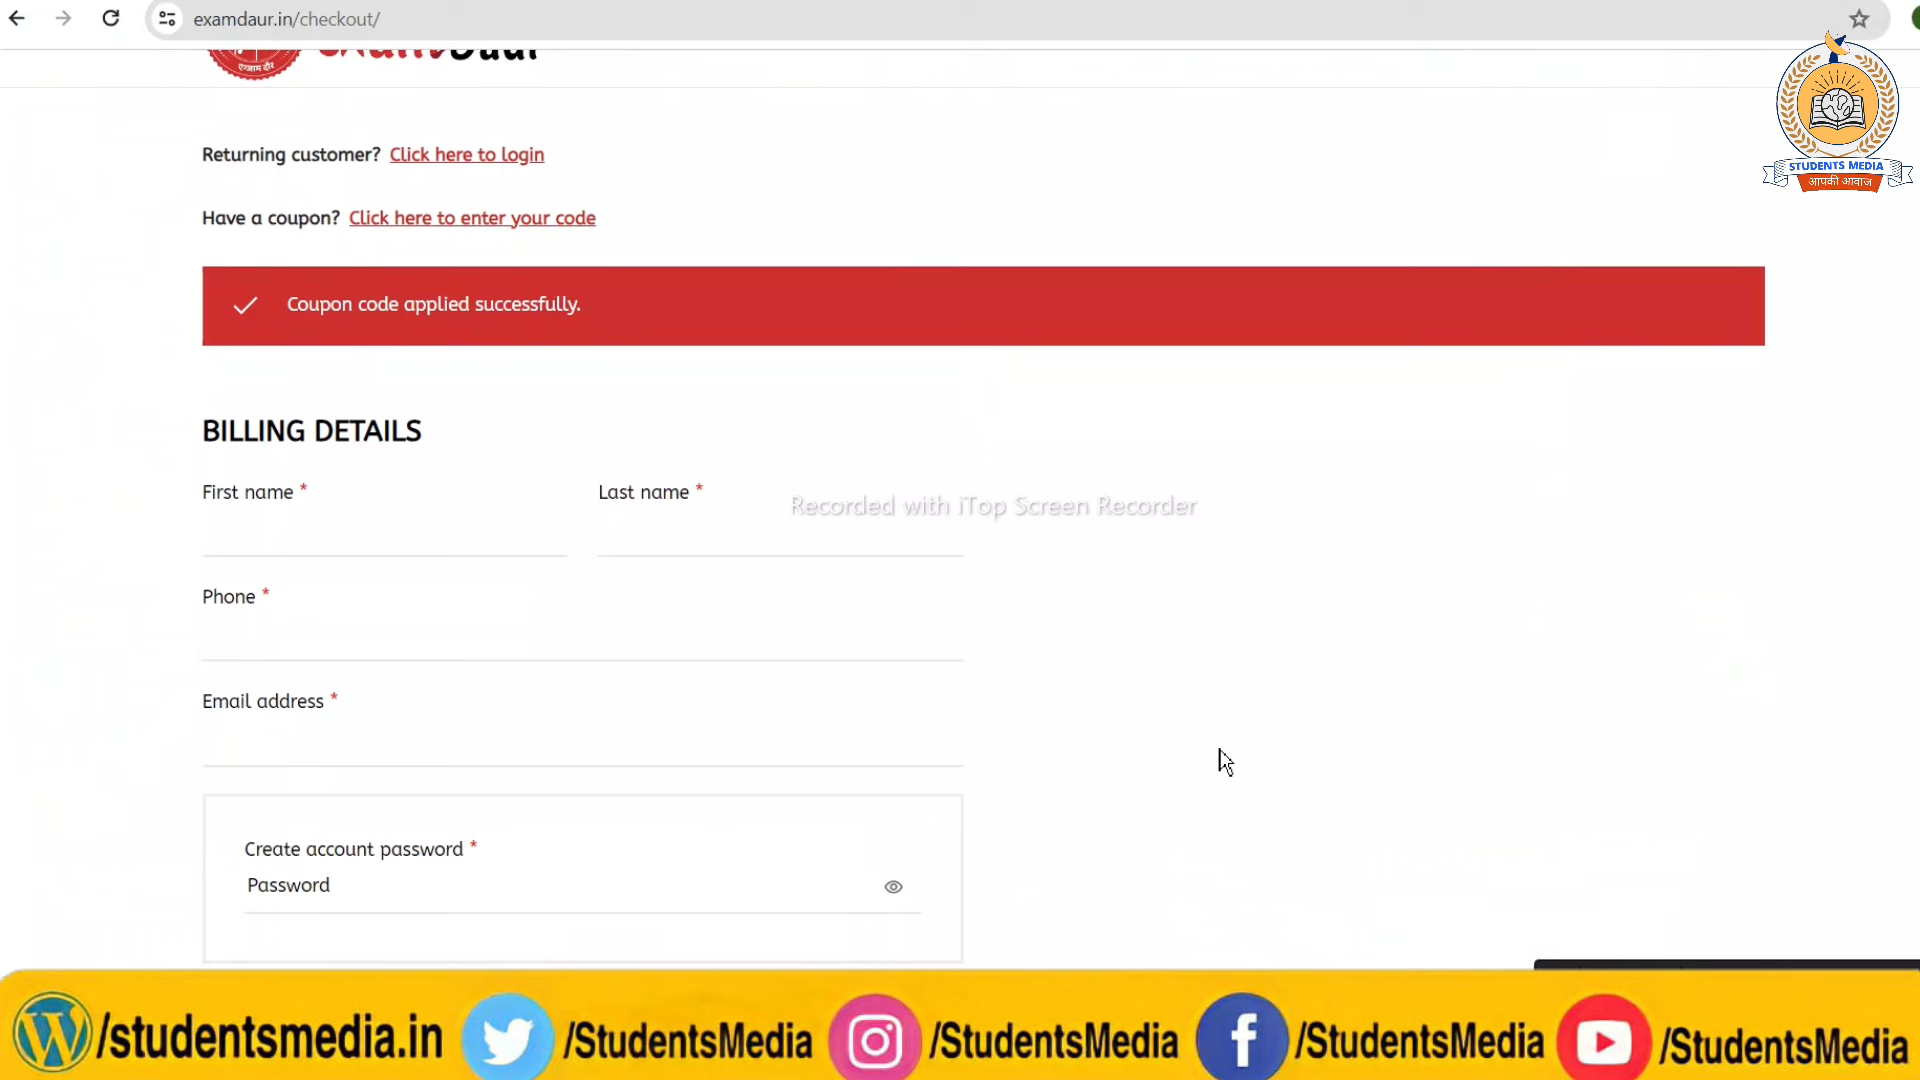 examdaur.in/checkout/
एग्जाम दौर
STUDENTS MEDIA
आपकी आवाज
Returning customer? Click here to login
Have a coupon? Click here to enter your code
Coupon code applied successfully.
BILLING DETAILS
First name * Last name *
Recorded with iTop Screen Recorder
Phone *
Email address *
Create account password *
Password
/studentsmedia.in /StudentsMedia /StudentsMedia /StudentsMedia /StudentsMedia